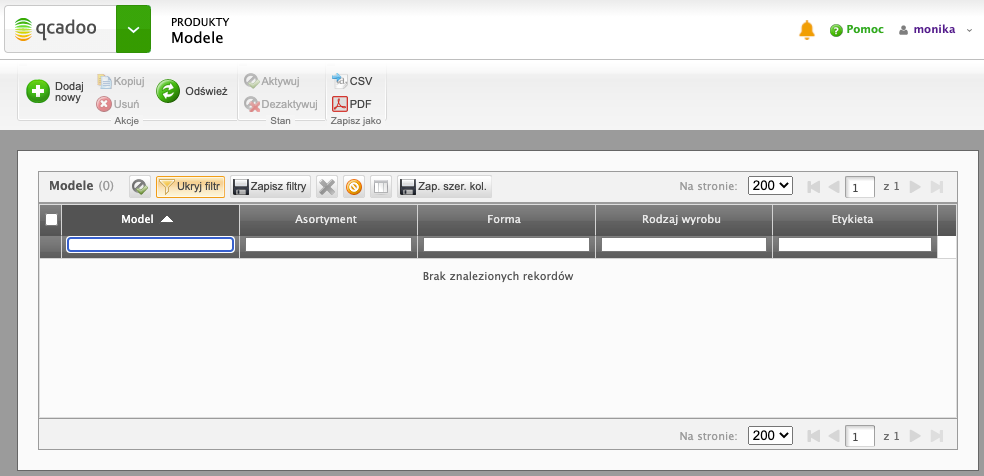 qcadoo
PRODUKTY
Modele
Pomoc
monika
Dodaj nowy
Kopiuj
Usuń
Odśwież
Akcje
Aktywuj
Dezaktywuj
Stan
CSV
PDF
Zapisz jako
Modele (0)
Ukryj filtr
Zapisz filtry
Zap. szer. kol.
Na stronie: 200
1 z 1
Model Asortyment Forma Rodzaj wyrobu Etykieta
Brak znalezionych rekordów
Na stronie: 200
1 z 1